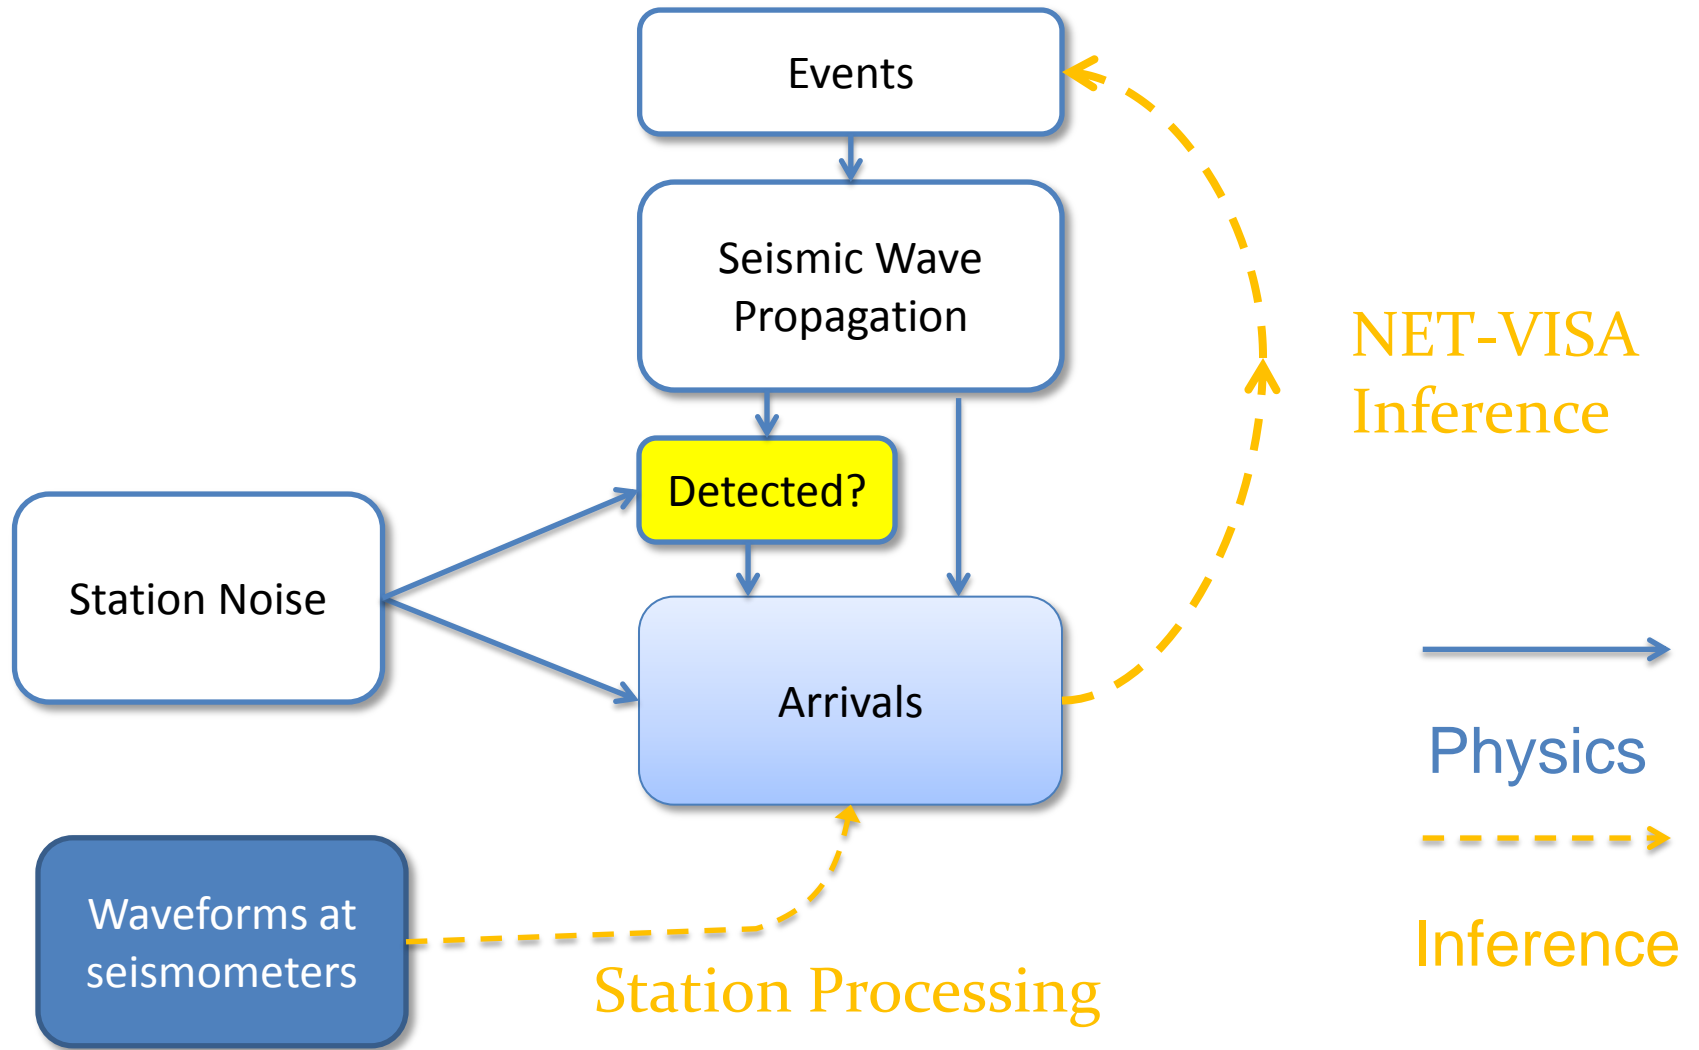 Events
Seismic Wave
Propagation
NET-VISA
Inference
Detected?
Station Noise
Arrivals
Physics
Waveforms at
seismometers
Station Processing
Inference